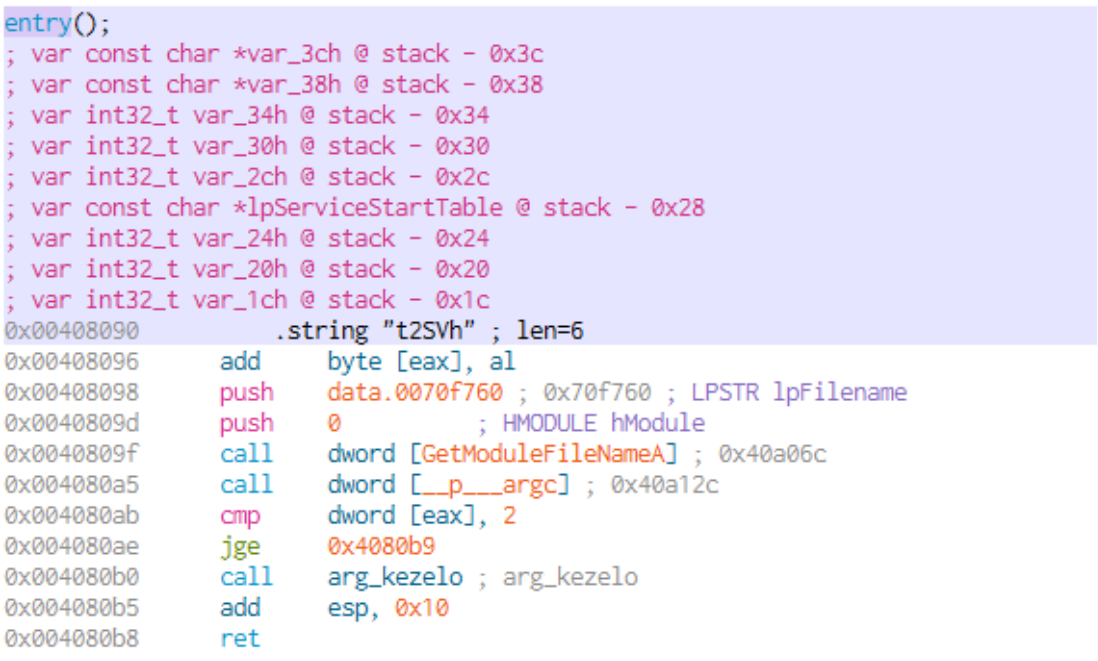 entry();
; var const char *var_3ch @ stack - 0x3c
; var const char *var_38h @ stack - 0x38
; var int32_t var_34h @ stack - 0x34
; var int32_t var_30h @ stack - 0x30
; var int32_t var_2ch @ stack - 0x2c
; var const char *lpServiceStartTable @ stack - 0x28
; var int32_t var_24h @ stack - 0x24
; var int32_t var_20h @ stack - 0x20
; var int32_t var_1ch @ stack - 0x1c
0x00408090 .string "t2SVh" ; len=6
0x00408096 add byte [eax], al
0x00408098 push data.0070f760 ; 0x70f760 ; LPSTR lpFilename
0x0040809d push 0 ; HMODULE hModule
0x0040809f call dword [GetModuleFileNameA] ; 0x40a06c
0x004080a5 call dword [__p___argc] ; 0x40a12c
0x004080ab cmp dword [eax], 2
0x004080ae jge 0x4080b9
0x004080b0 call arg_kezelo ; arg_kezelo
0x004080b5 add esp, 0x10
0x004080b8 ret